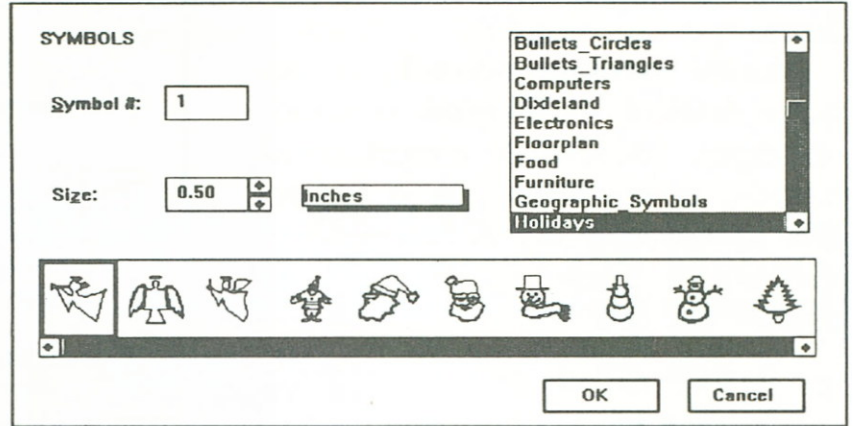 SYMBOLS
Symbol #: 1
Size: 0.50 Inches
Bullets_Circles
Bullets_Triangles
Computers
Dixieland
Electronics
Floorplan
Food
Furniture
Geographic_Symbols
Holidays
OK Cancel